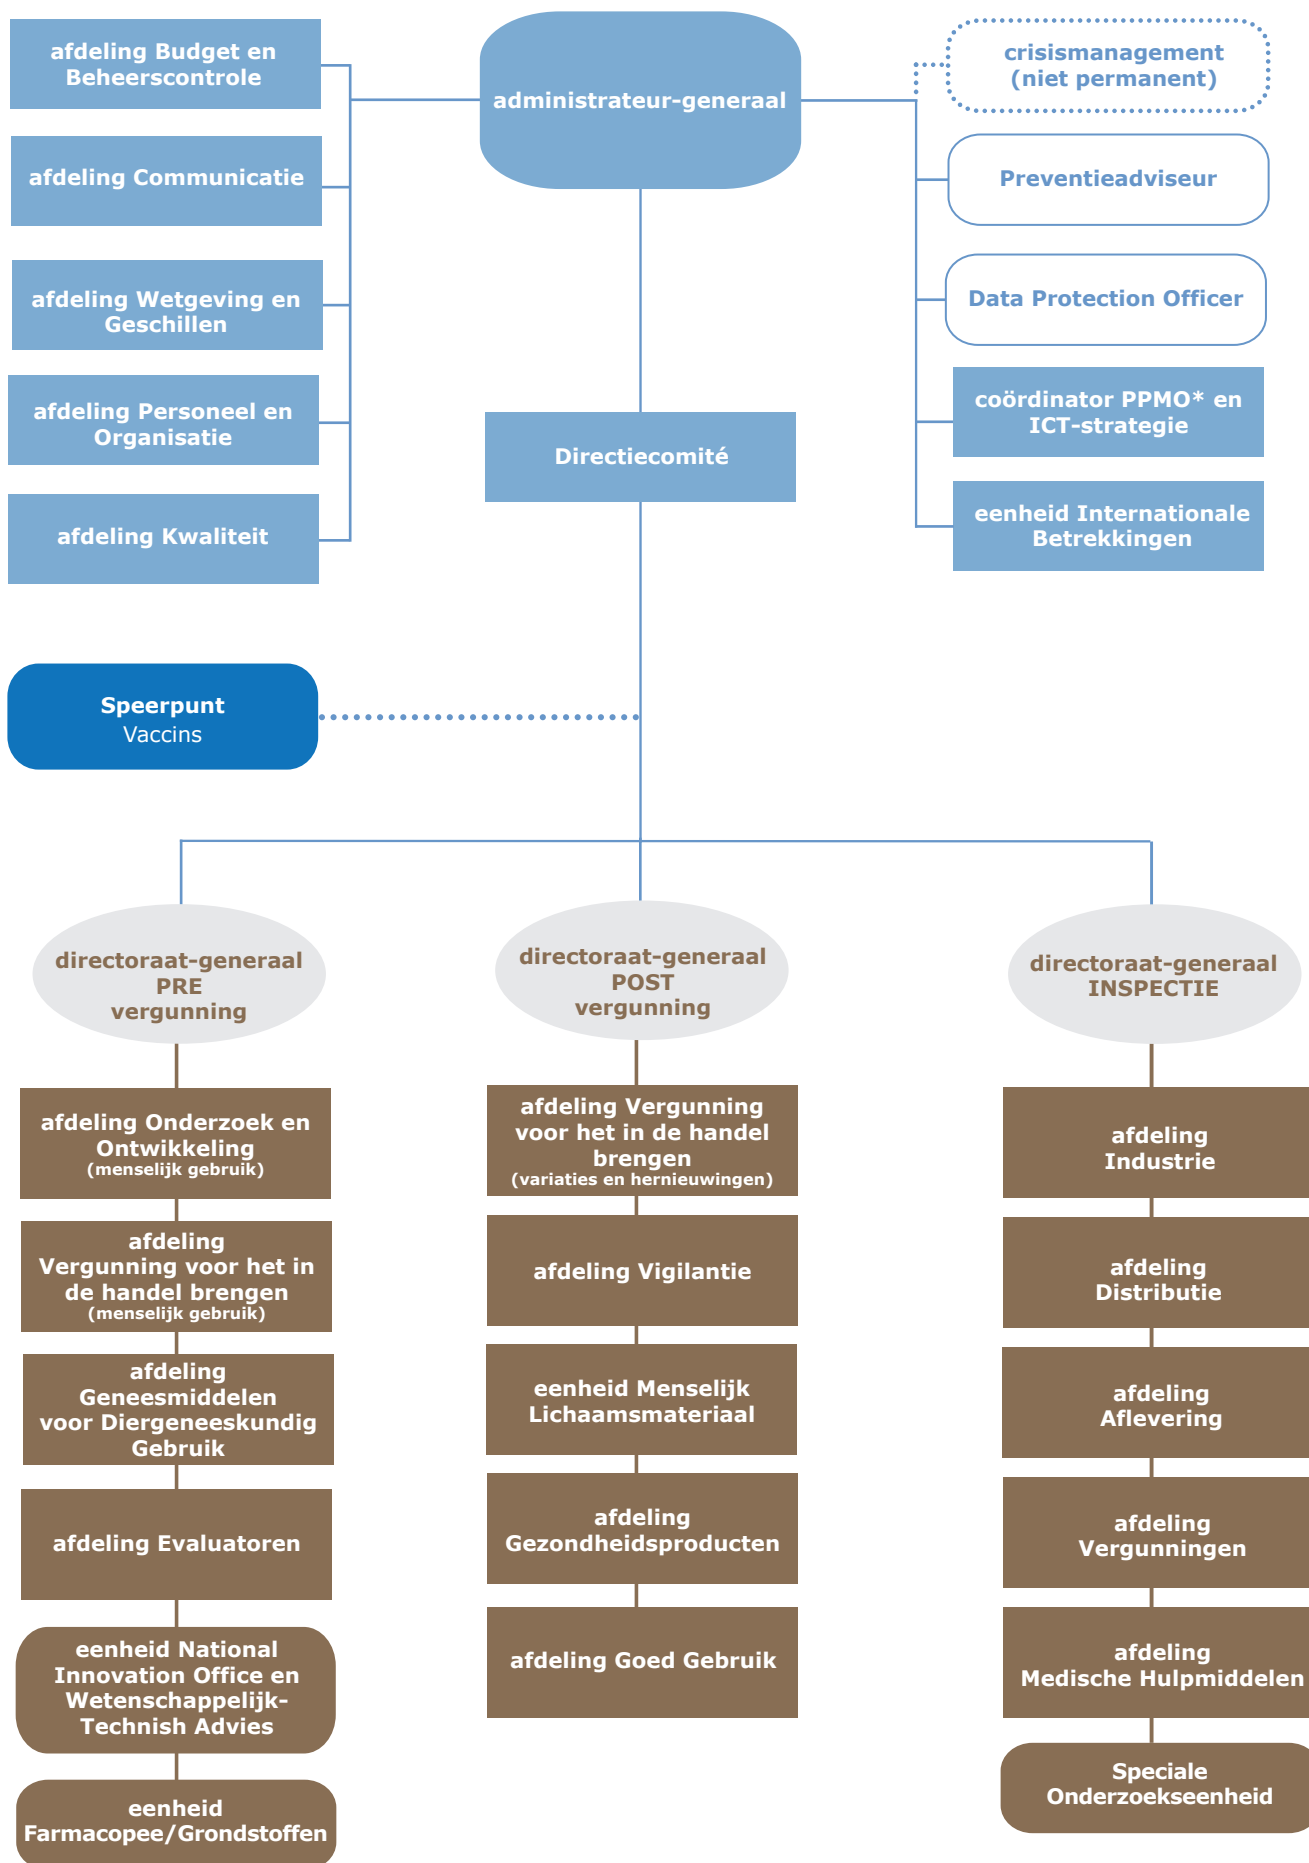 afdeling Budget en
Beheerscontrole
afdeling Communicatie
afdeling Wetgeving en
Geschillen
afdeling Personeel en
Organisatie
afdeling Kwaliteit
administrateur-generaal
Directiecomité
crisismanagement
(niet permanent)
Preventieadviseur
Data Protection Officer
coördinator PPMO* en
ICT-strategie
eenheid Internationale
Betrekkingen
Speerpunt
Vaccins
directoraat-generaal
PRE
vergunning
afdeling Onderzoek en
Ontwikkeling
(menselijk gebruik)
afdeling
Vergunning voor het in
de handel brengen
(menselijk gebruik)
afdeling
Geneesmiddelen
voor Diergeneeskundig
Gebruik
afdeling Evaluatoren
eenheid National
Innovation Office en
Wetenschappelijk-
Technish Advies
eenheid
Farmacopee/Grondstoffen
directoraat-generaal
POST
vergunning
afdeling Vergunning
voor het in de handel
brengen
(variaties en hernieuwingen)
afdeling Vigilantie
eenheid Menselijk
Lichaamsmateriaal
afdeling
Gezondheidsproducten
afdeling Goed Gebruik
directoraat-generaal
INSPECTIE
afdeling
Industrie
afdeling
Distributie
afdeling
Aflevering
afdeling
Vergunningen
afdeling
Medische Hulpmiddelen
Speciale
Onderzoekseenheid